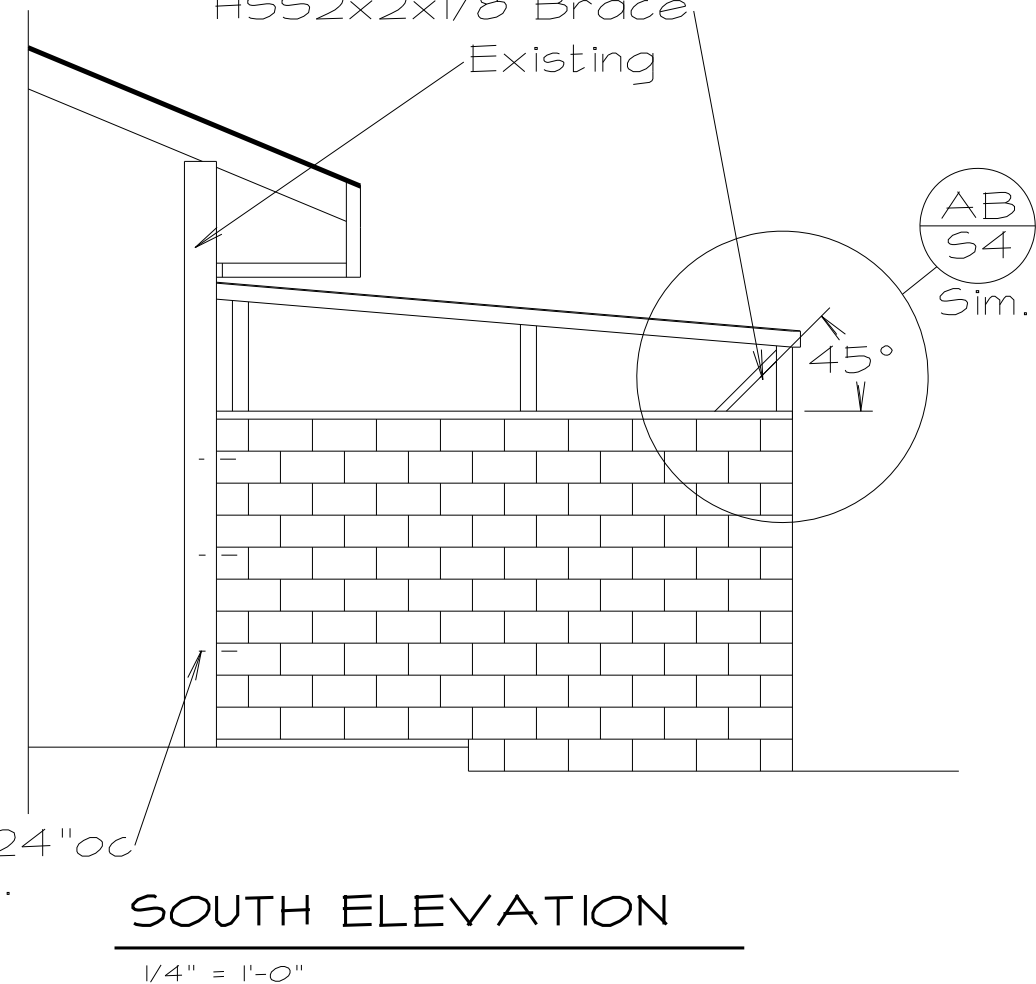 HSS2x2x1/8 Brace
Existing
AB
S4
Sim.
45°
24"oc
.
SOUTH ELEVATION
1/4" = 1'-0"